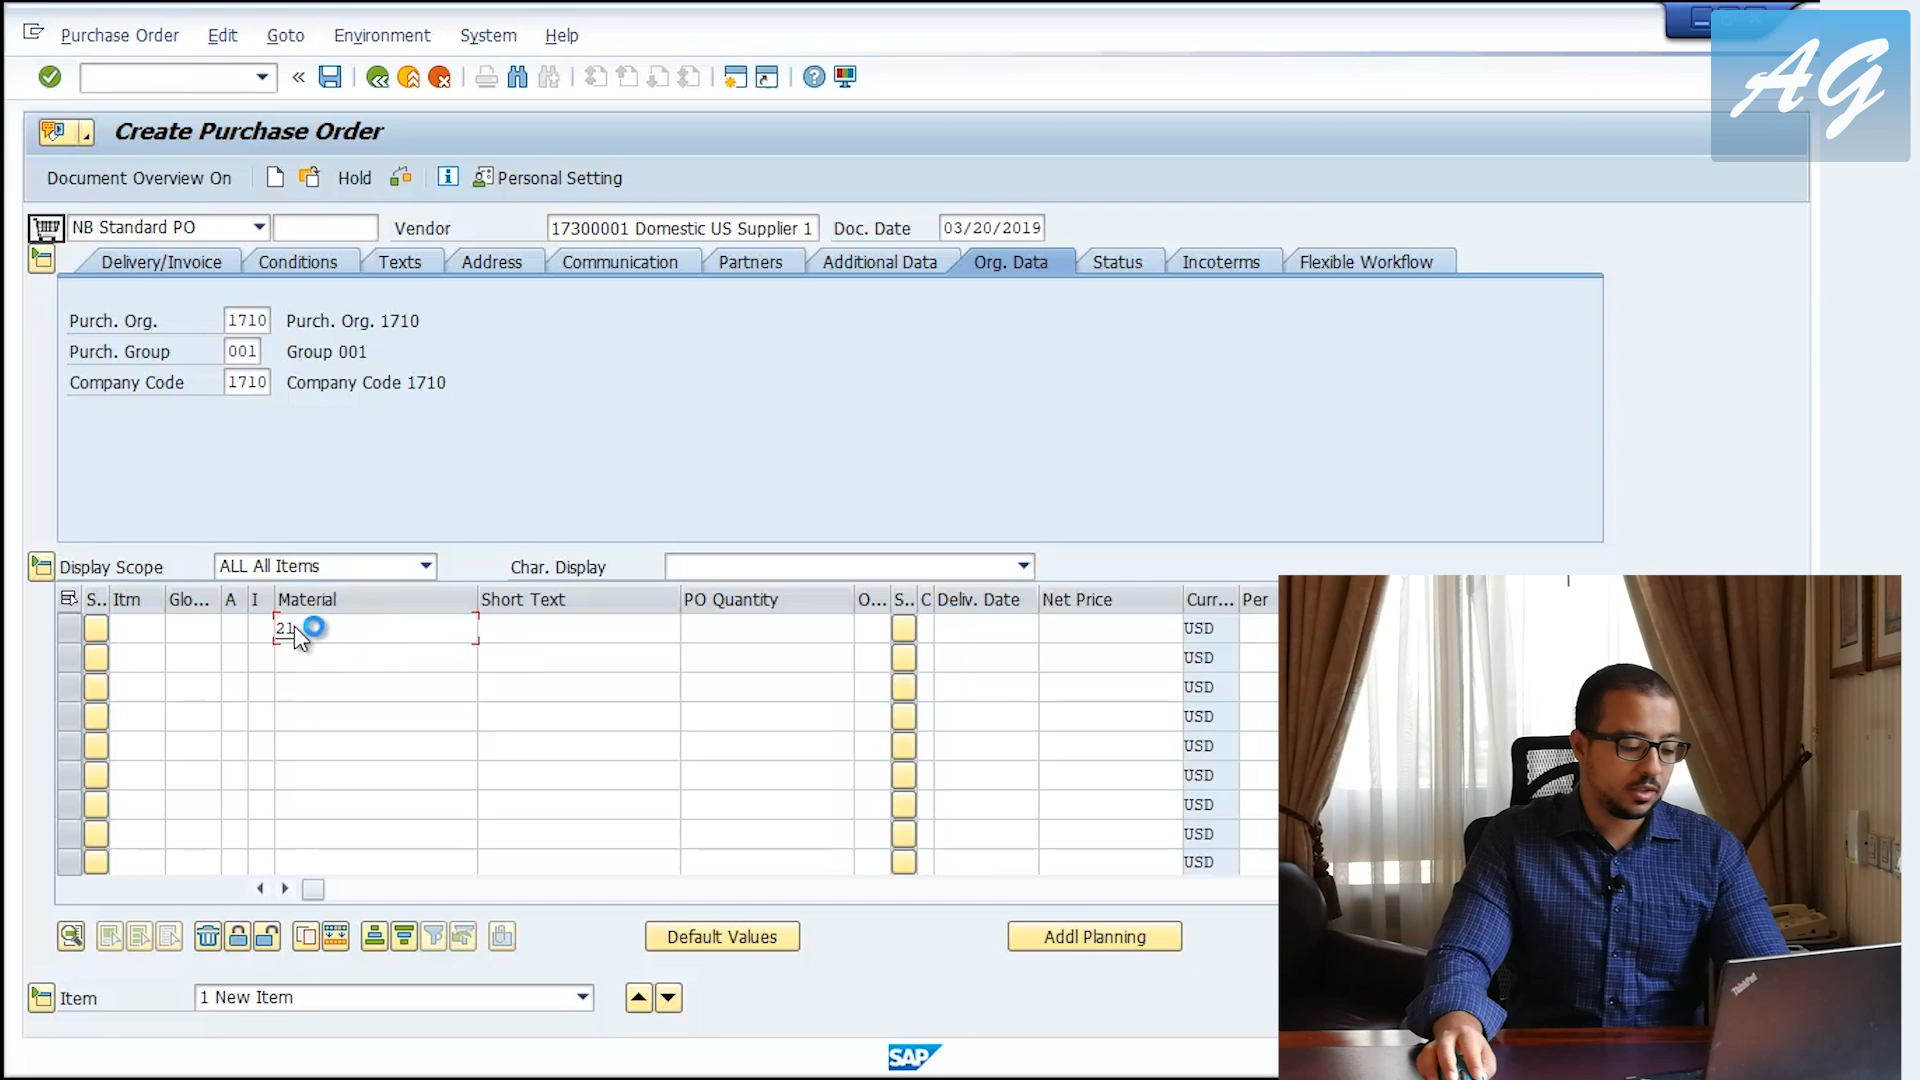 Purchase Order Edit Goto Environment System Help
AG
Create Purchase Order
Document Overview On Hold Personal Setting
NB Standard PO Vendor 17300001 Domestic US Supplier 1 Doc. Date 03/20/2019
Delivery/Invoice Conditions Texts Address Communication Partners Additional Data Org. Data Status Incoterms Flexible Workflow
Purch. Org. 1710 Purch. Org. 1710
Purch. Group 001 Group 001
Company Code 1710 Company Code 1710
Display Scope ALL All Items Char. Display
S.. Itm Glo... A I Material Short Text PO Quantity O... S.. C Deliv. Date Net Price Curr... Per
21 USD
USD
USD
USD
USD
USD
USD
USD
USD
Default Values Addl Planning
Item 1 New Item
SAP
ThinkPad